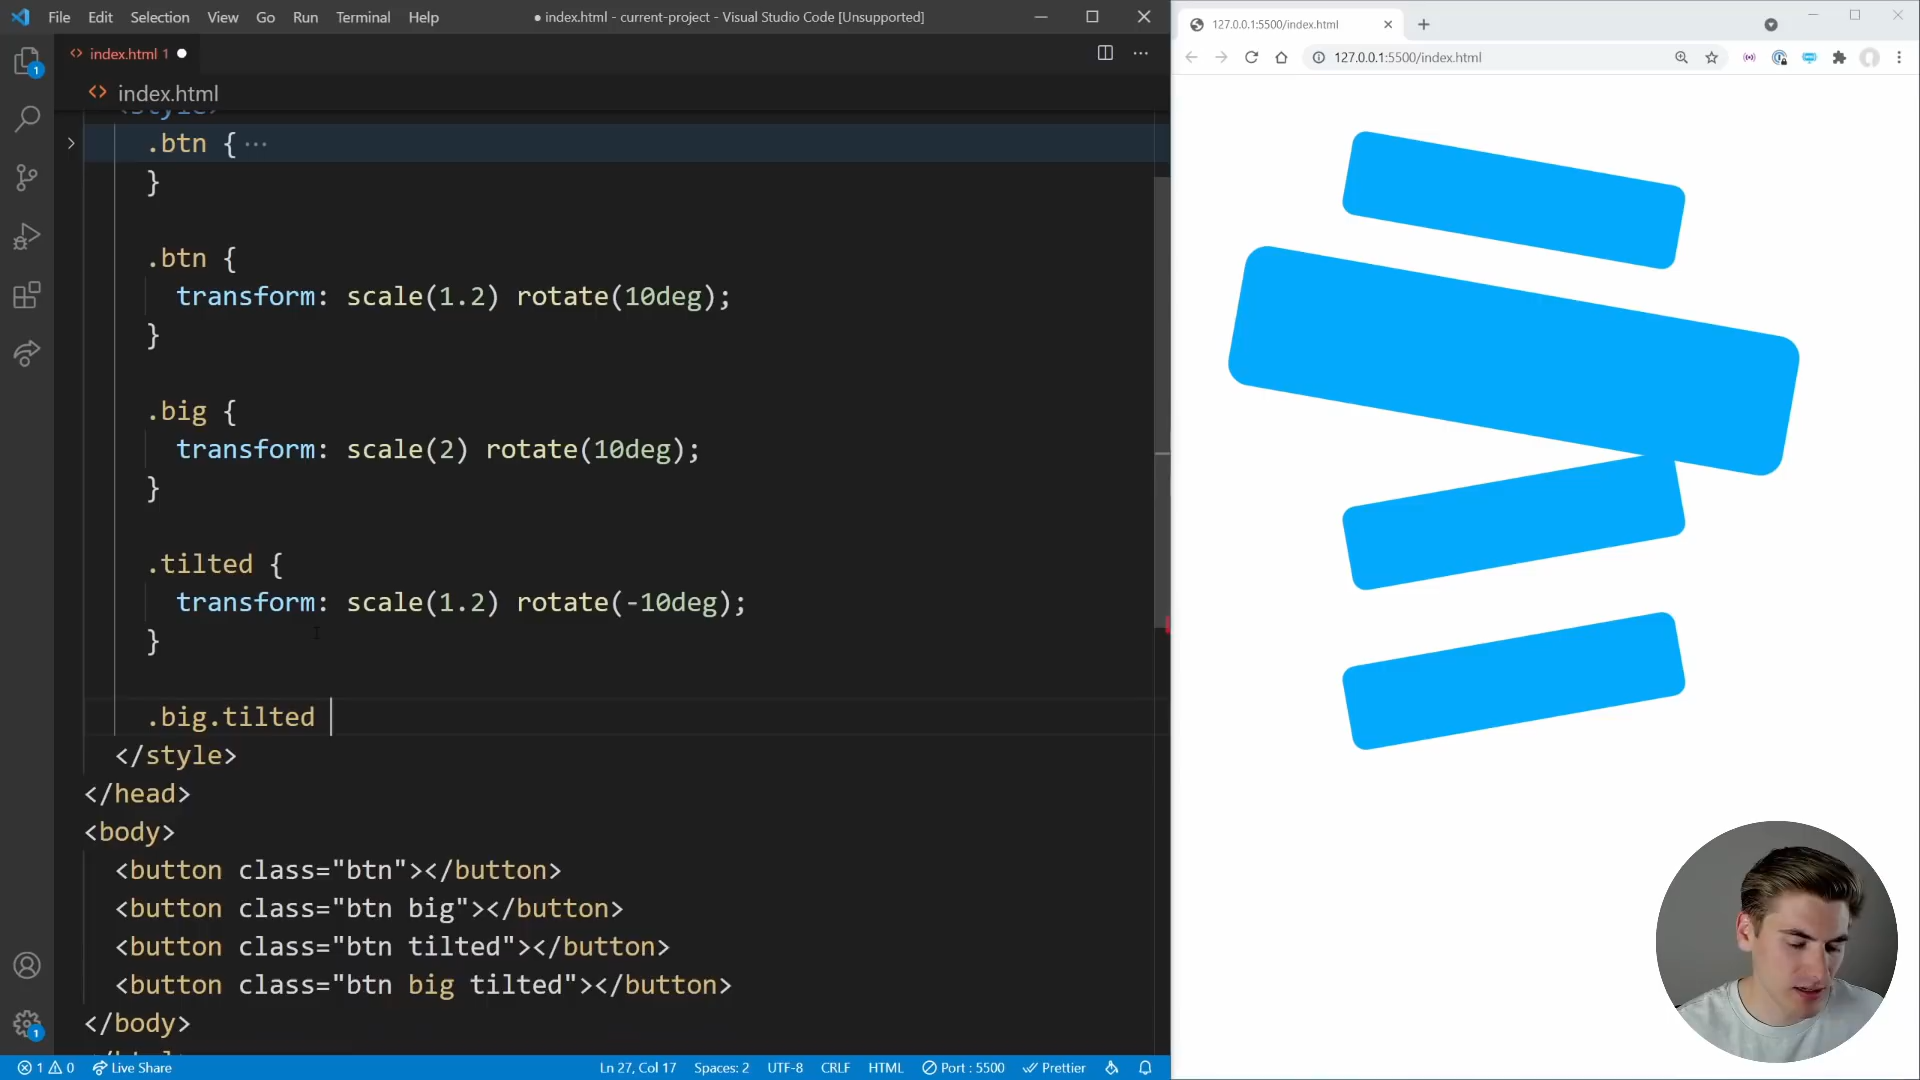 File Edit Selection View Go Run Terminal Help
● index.html - current-project - Visual Studio Code [Unsupported]
index.html 1
index.html
<style>
.btn { ···
}
.btn {
transform: scale(1.2) rotate(10deg);
}
.big {
transform: scale(2) rotate(10deg);
}
.tilted {
transform: scale(1.2) rotate(-10deg);
}
.big.tilted
</style>
</head>
<body>
<button class="btn"></button>
<button class="btn big"></button>
<button class="btn tilted"></button>
<button class="btn big tilted"></button>
</body>
1
1
1 0 Live Share
Ln 27, Col 17 Spaces: 2 UTF-8 CRLF HTML Port : 5500 Prettier
127.0.0.1:5500/index.html
127.0.0.1:5500/index.html